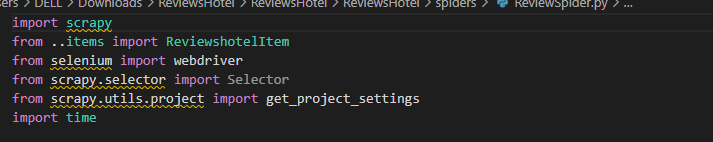 DELL > Downloads > ReviewsHotel > ReviewsHotel > ReviewsHotel > spiders > ReviewSpider.py > ...
import scrapy
from ..items import ReviewshotelItem
from selenium import webdriver
from scrapy.selector import Selector
from scrapy.utils.project import get_project_settings
import time